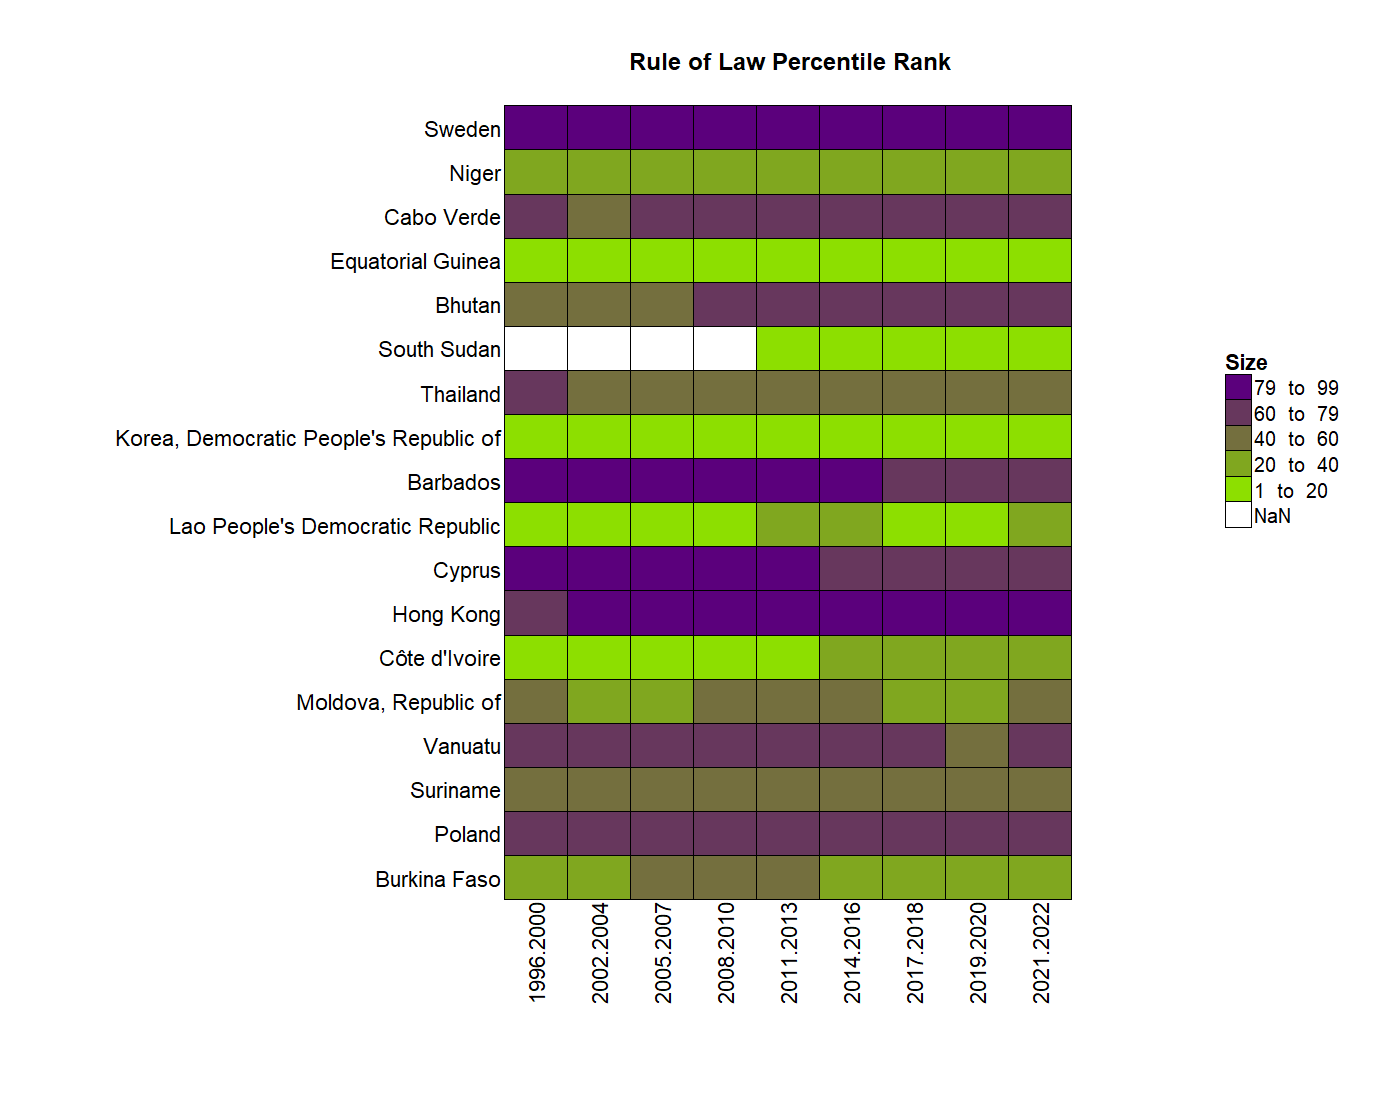 Rule of Law Percentile Rank
Sweden
Niger
Cabo Verde
Equatorial Guinea
Bhutan
South Sudan
Thailand
Korea, Democratic People's Republic of
Barbados
Lao People's Democratic Republic
Cyprus
Hong Kong
Côte d'Ivoire
Moldova, Republic of
Vanuatu
Suriname
Poland
Burkina Faso
1996.2000
2002.2004
2005.2007
2008.2010
2011.2013
2014.2016
2017.2018
2019.2020
2021.2022
Size
79 to 99
60 to 79
40 to 60
20 to 40
1 to 20
NaN